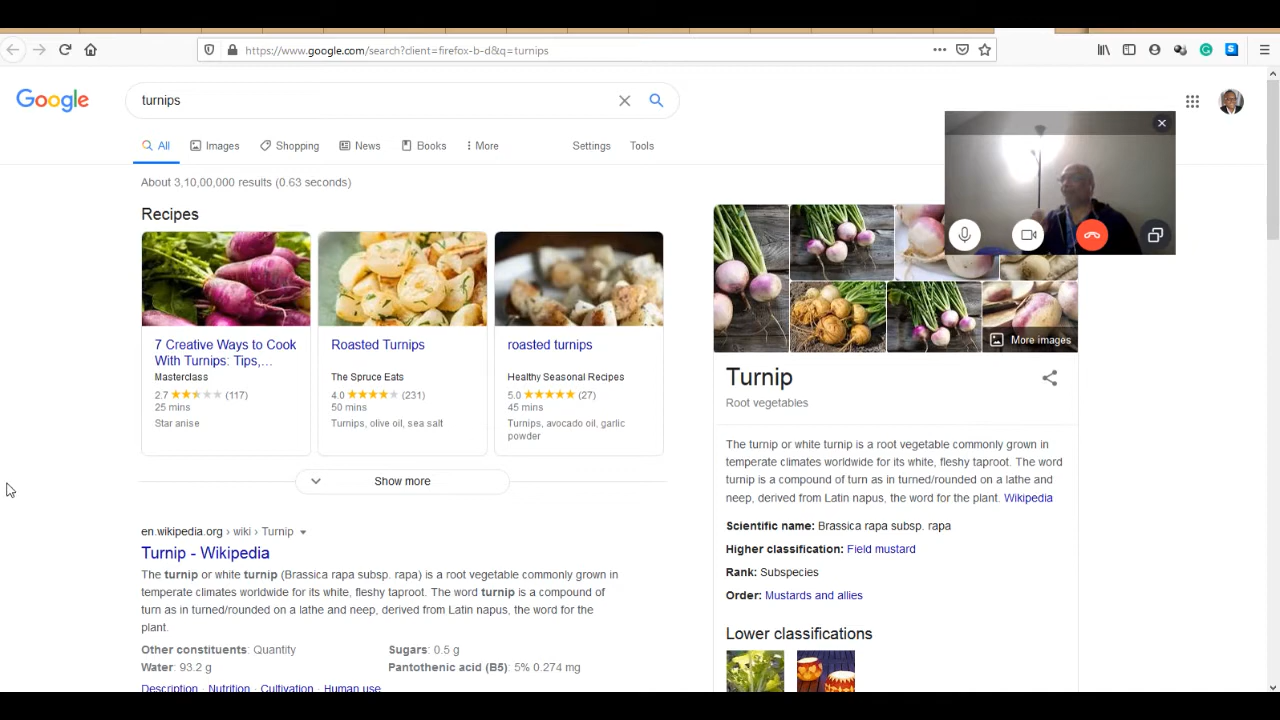 https://www.google.com/search?client=firefox-b-d&q=turnips
Google
turnips
All
Images
Shopping
News
Books
More
Settings
Tools
About 3,10,00,000 results (0.63 seconds)
Recipes
7 Creative Ways to Cook
With Turnips: Tips,...
Masterclass
2.7 (117)
25 mins
Star anise
Roasted Turnips
The Spruce Eats
4.0 (231)
50 mins
Turnips, olive oil, sea salt
roasted turnips
Healthy Seasonal Recipes
5.0 (27)
45 mins
Turnips, avocado oil, garlic
powder
Show more
en.wikipedia.org › wiki › Turnip
Turnip - Wikipedia
The turnip or white turnip (Brassica rapa subsp. rapa) is a root vegetable commonly grown in
temperate climates worldwide for its white, fleshy taproot. The word turnip is a compound of
turn as in turned/rounded on a lathe and neep, derived from Latin napus, the word for the
plant.
Other constituents: Quantity
Sugars: 0.5 g
Water: 93.2 g
Pantothenic acid (B5): 5% 0.274 mg
Description · Nutrition · Cultivation · Human use
More images
Turnip
Root vegetables
The turnip or white turnip is a root vegetable commonly grown in
temperate climates worldwide for its white, fleshy taproot. The word
turnip is a compound of turn as in turned/rounded on a lathe and
neep, derived from Latin napus, the word for the plant. Wikipedia
Scientific name: Brassica rapa subsp. rapa
Higher classification: Field mustard
Rank: Subspecies
Order: Mustards and allies
Lower classifications